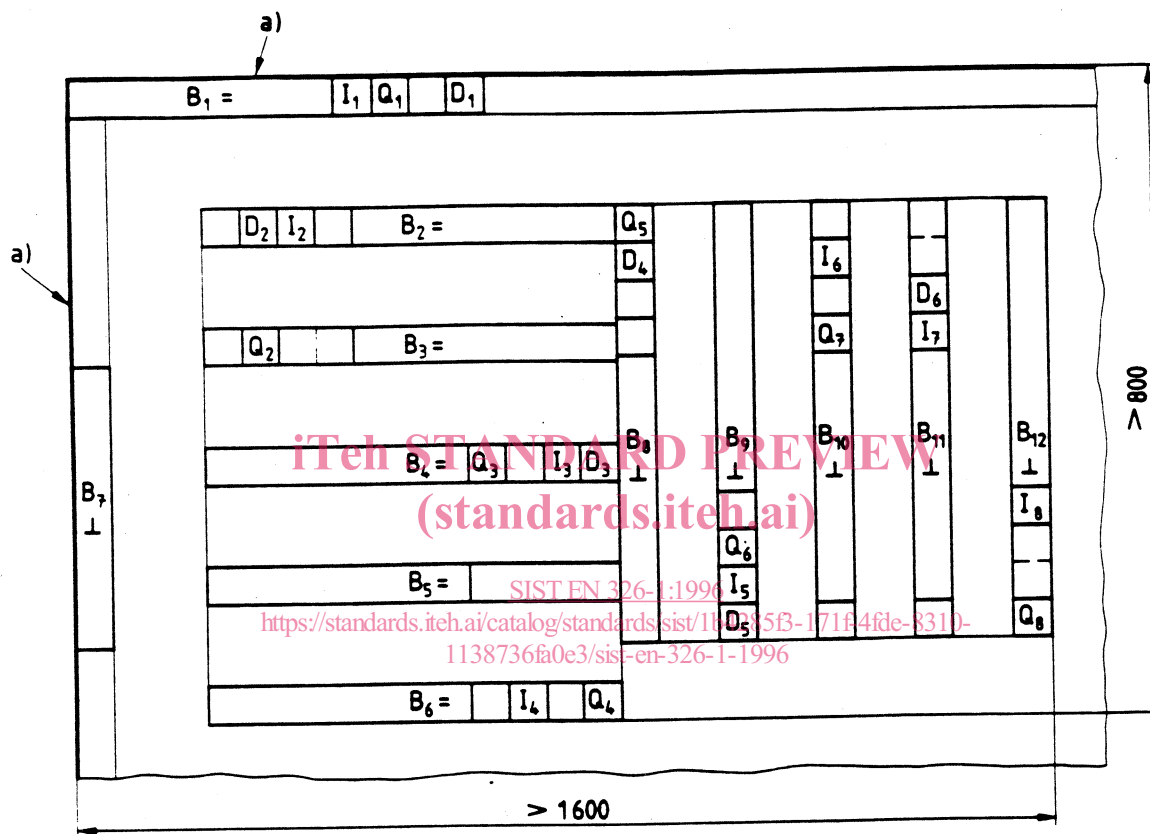 a)
B₁ = I₁ Q₁ D₁
D₂ I₂ B₂ = Q₅
a)
D₄ I₆
D₆
Q₂ B₃ = Q₇ I₇
> 800
B₄ = Q₃ I₃ D₃ B₈ ⊥ B₉ ⊥ B₁₀ ⊥ B₁₁ ⊥ B₁₂ ⊥
iTeh STANDARD PREVIEW
B₇ ⊥
I₈
(standards.iteh.ai)
Q₆
B₅ = I₅
SIST EN 326-1:1996
D₅ Q₈
https://standards.iteh.ai/catalog/standards/sist/1b4285f3-171f-4fde-8310-
1138736fa0e3/sist-en-326-1-1996
B₆ = I₄ Q₄
> 1600